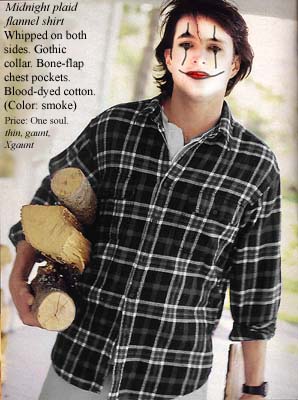 Midnight plaid
flannel shirt
Whipped on both
sides. Gothic
collar. Bone-flap
chest pockets.
Blood-dyed cotton.
(Color: smoke)
Price: One soul.
thin, gaunt,
Xgaunt